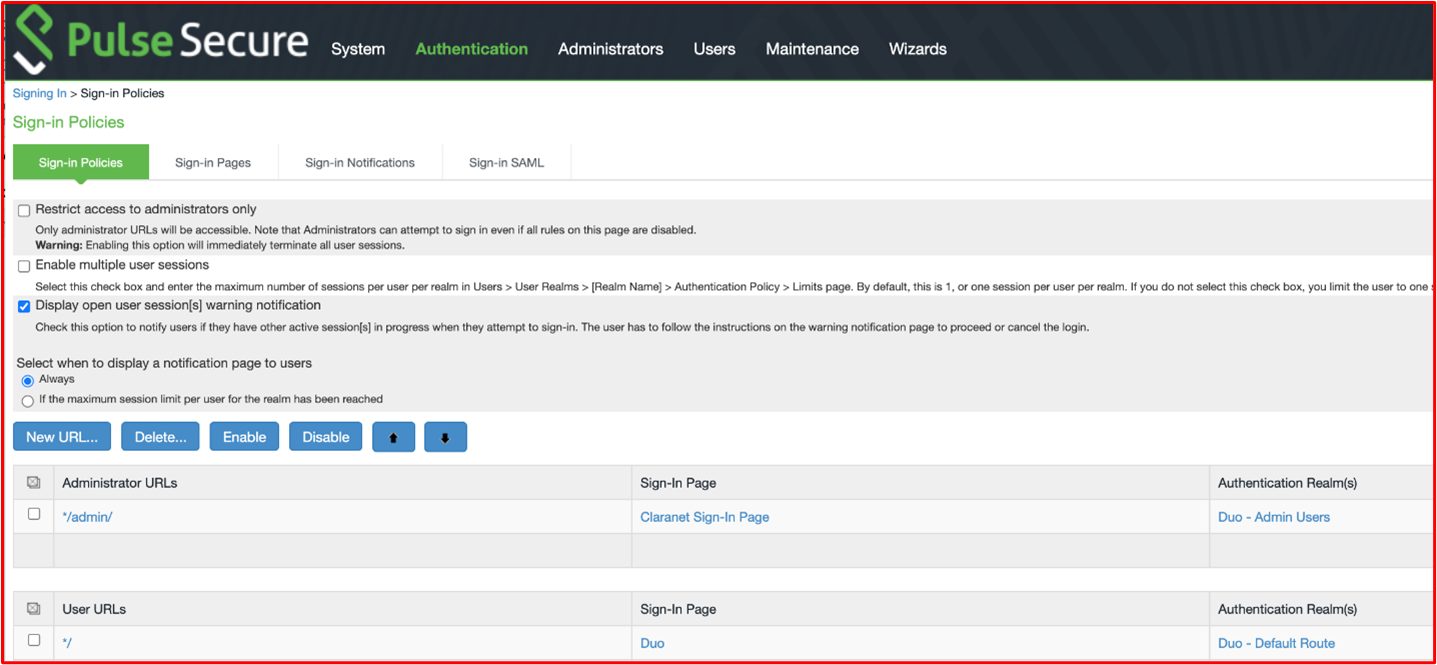 Pulse Secure
System Authentication Administrators Users Maintenance Wizards
Signing In > Sign-in Policies
Sign-in Policies
Sign-in Policies Sign-in Pages Sign-in Notifications Sign-in SAML
Restrict access to administrators only
Only administrator URLs will be accessible. Note that Administrators can attempt to sign in even if all rules on this page are disabled.
Warning: Enabling this option will immediately terminate all user sessions.
Enable multiple user sessions
Select this check box and enter the maximum number of sessions per user per realm in Users > User Realms > [Realm Name] > Authentication Policy > Limits page. By default, this is 1, or one session per user per realm. If you do not select this check box, you limit the user to one
Display open user session[s] warning notification
Check this option to notify users if they have other active session[s] in progress when they attempt to sign-in. The user has to follow the instructions on the warning notification page to proceed or cancel the login.
Select when to display a notification page to users
Always
If the maximum session limit per user for the realm has been reached
New URL... Delete... Enable Disable
Administrator URLs Sign-In Page Authentication Realm(s)
*/admin/ Claranet Sign-In Page Duo - Admin Users
User URLs Sign-In Page Authentication Realm(s)
*/ Duo Duo - Default Route